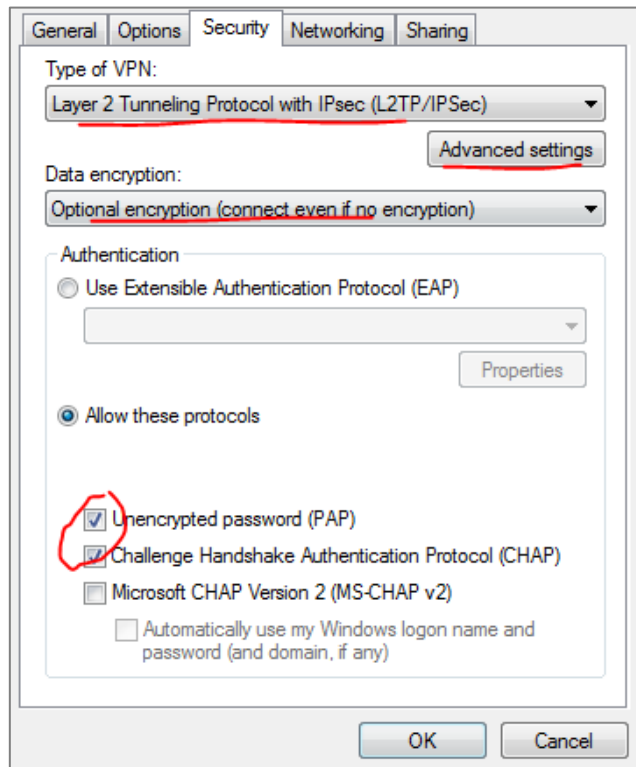 General Options Security Networking Sharing
Type of VPN:
Layer 2 Tunneling Protocol with IPsec (L2TP/IPSec)
Advanced settings
Data encryption:
Optional encryption (connect even if no encryption)
Authentication
Use Extensible Authentication Protocol (EAP)
Properties
Allow these protocols
Unencrypted password (PAP)
Challenge Handshake Authentication Protocol (CHAP)
Microsoft CHAP Version 2 (MS-CHAP v2)
Automatically use my Windows logon name and
password (and domain, if any)
OK Cancel